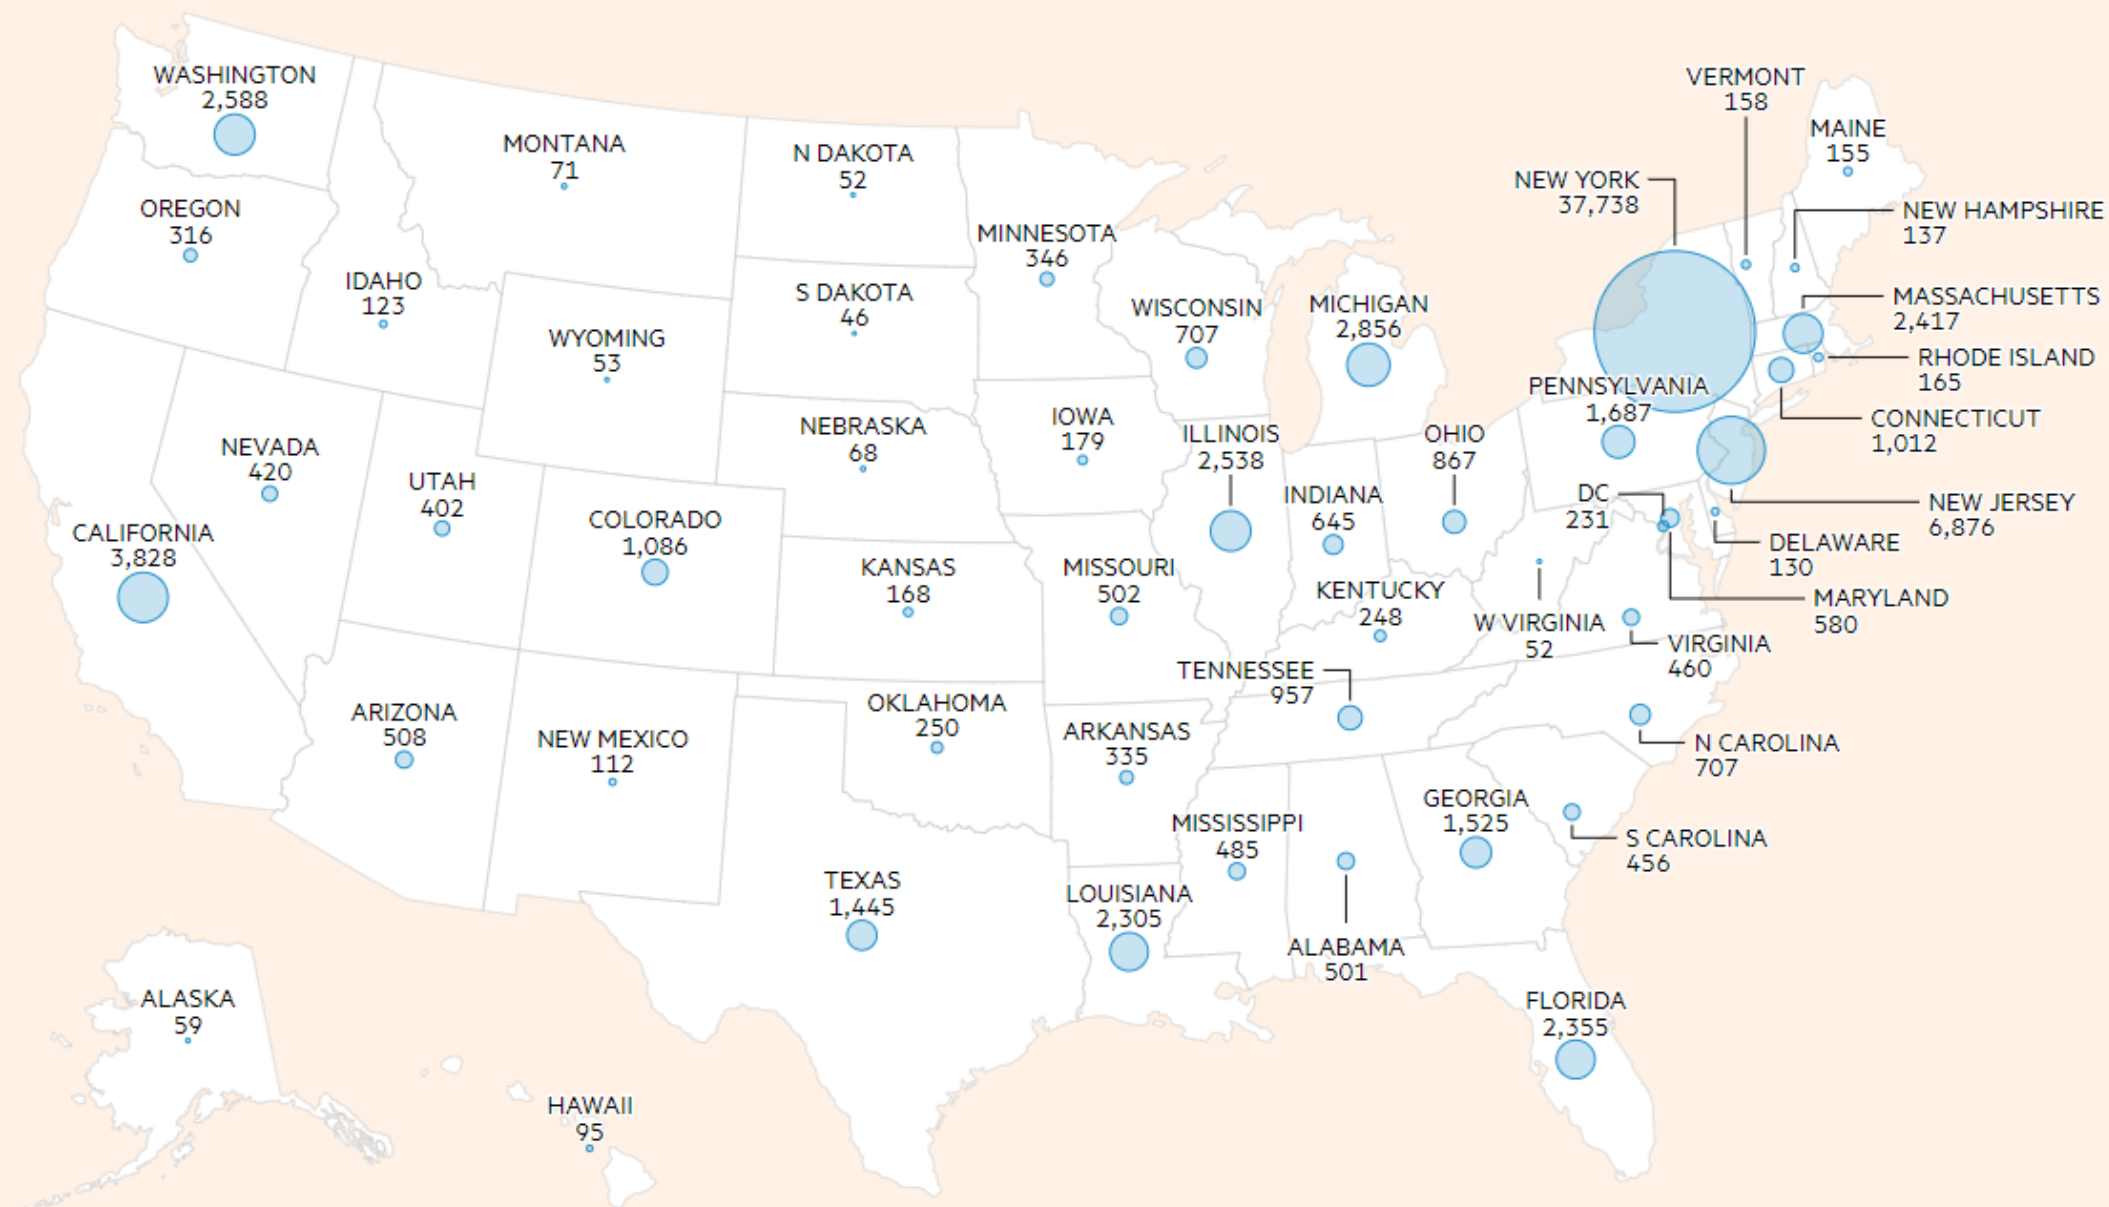 WASHINGTON
2,588
OREGON
316
CALIFORNIA
3,828
IDAHO
123
NEVADA
420
UTAH
402
ARIZONA
508
MONTANA
71
WYOMING
53
COLORADO
1,086
NEW MEXICO
112
N DAKOTA
52
S DAKOTA
46
NEBRASKA
68
KANSAS
168
OKLAHOMA
250
TEXAS
1,445
ALASKA
59
HAWAII
95
MINNESOTA
346
IOWA
179
MISSOURI
502
ARKANSAS
335
LOUISIANA
2,305
WISCONSIN
707
ILLINOIS
2,538
MICHIGAN
2,856
INDIANA
645
OHIO
867
KENTUCKY
248
TENNESSEE
957
MISSISSIPPI
485
ALABAMA
501
GEORGIA
1,525
FLORIDA
2,355
S CAROLINA
456
N CAROLINA
707
VIRGINIA
460
W VIRGINIA
52
DC
231
MARYLAND
580
DELAWARE
130
NEW JERSEY
6,876
PENNSYLVANIA
1,687
CONNECTICUT
1,012
RHODE ISLAND
165
MASSACHUSETTS
2,417
NEW HAMPSHIRE
137
MAINE
155
VERMONT
158
NEW YORK
37,738